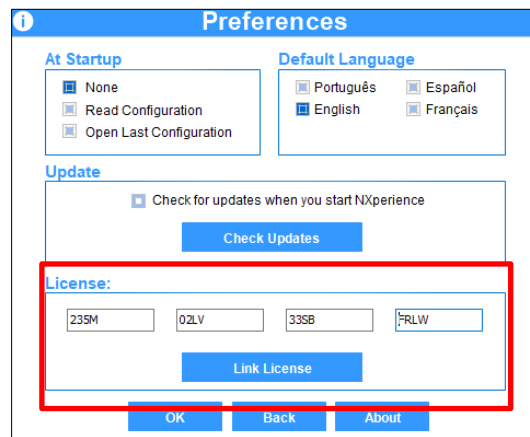 i Preferences
At Startup
None
Read Configuration
Open Last Configuration
Default Language
Português Español
English Français
Update
Check for updates when you start NXperience
Check Updates
License:
235M 02LV 33SB FRLW
Link License
OK Back About